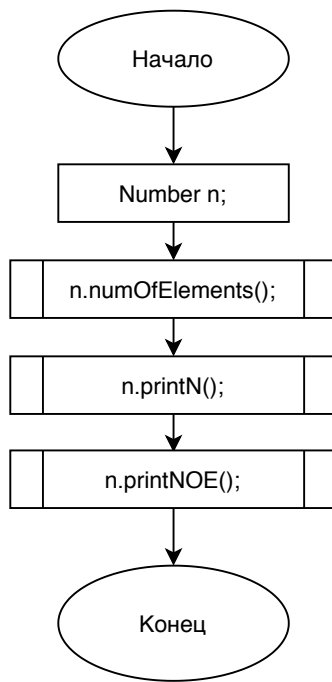 Начало
Number n;
n.numOfElements();
n.printN();
n.printNOE();
Конец